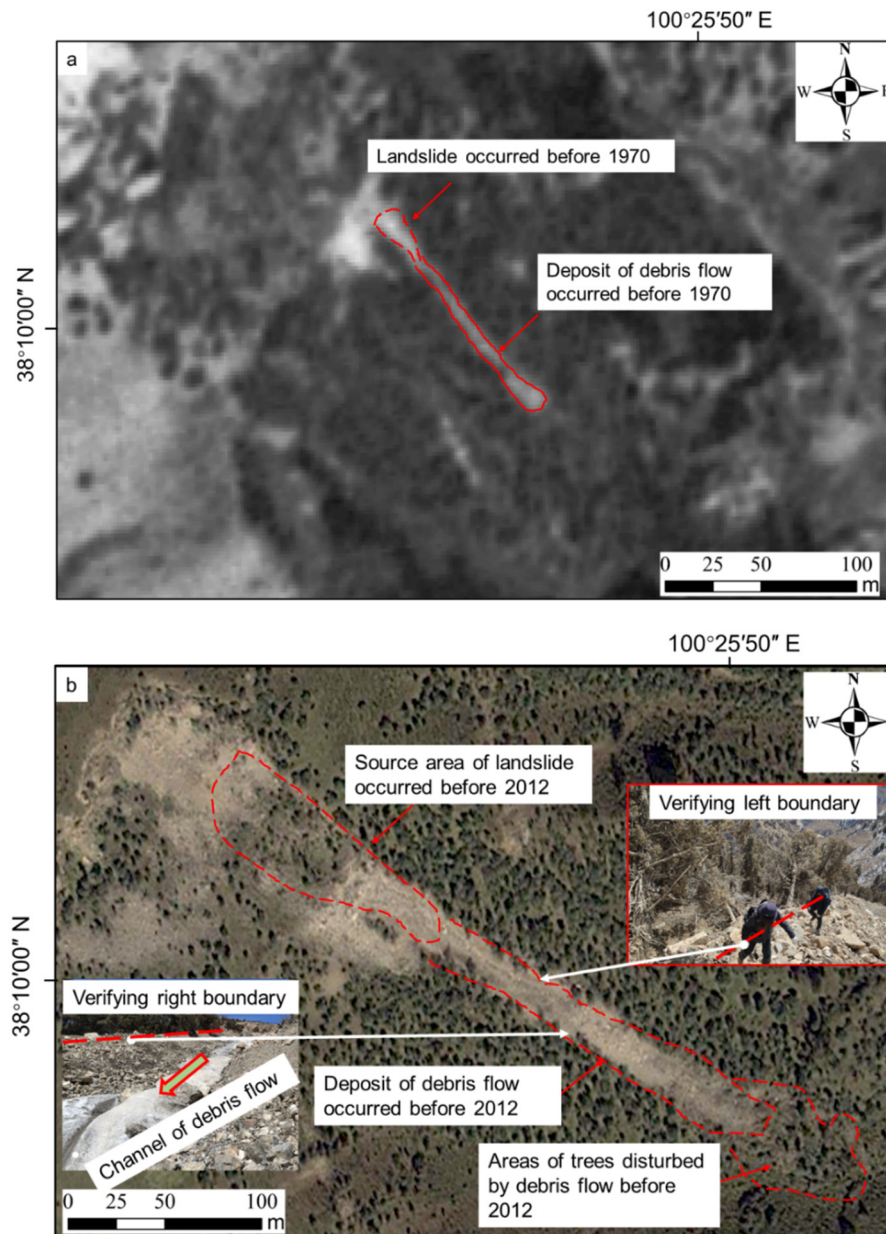 100°25′50″ E
a
N
W
E
S
Landslide occurred before 1970
Deposit of debris flow
occurred before 1970
38°10′00″ N
0 25 50 100
m
100°25′50″ E
b
N
W
S
Source area of landslide
occurred before 2012
Verifying left boundary
38°10′00″ N
Verifying right boundary
Deposit of debris flow
occurred before 2012
Channel of debris flow
Areas of trees disturbed
by debris flow before
2012
0 25 50 100
m